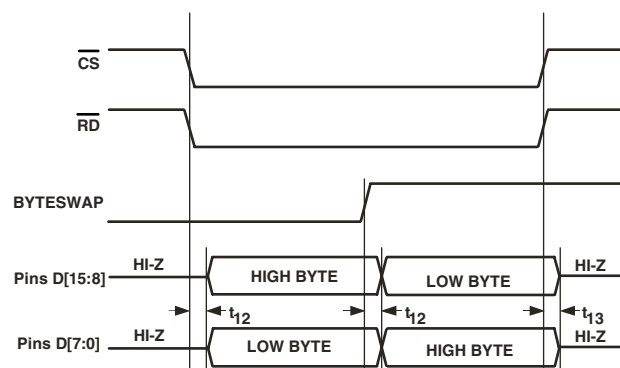 CS
RD
BYTESWAP
Pins D[15:8] HI-Z HIGH BYTE LOW BYTE HI-Z
t12 t12 t13
Pins D[7:0] HI-Z LOW BYTE HIGH BYTE HI-Z